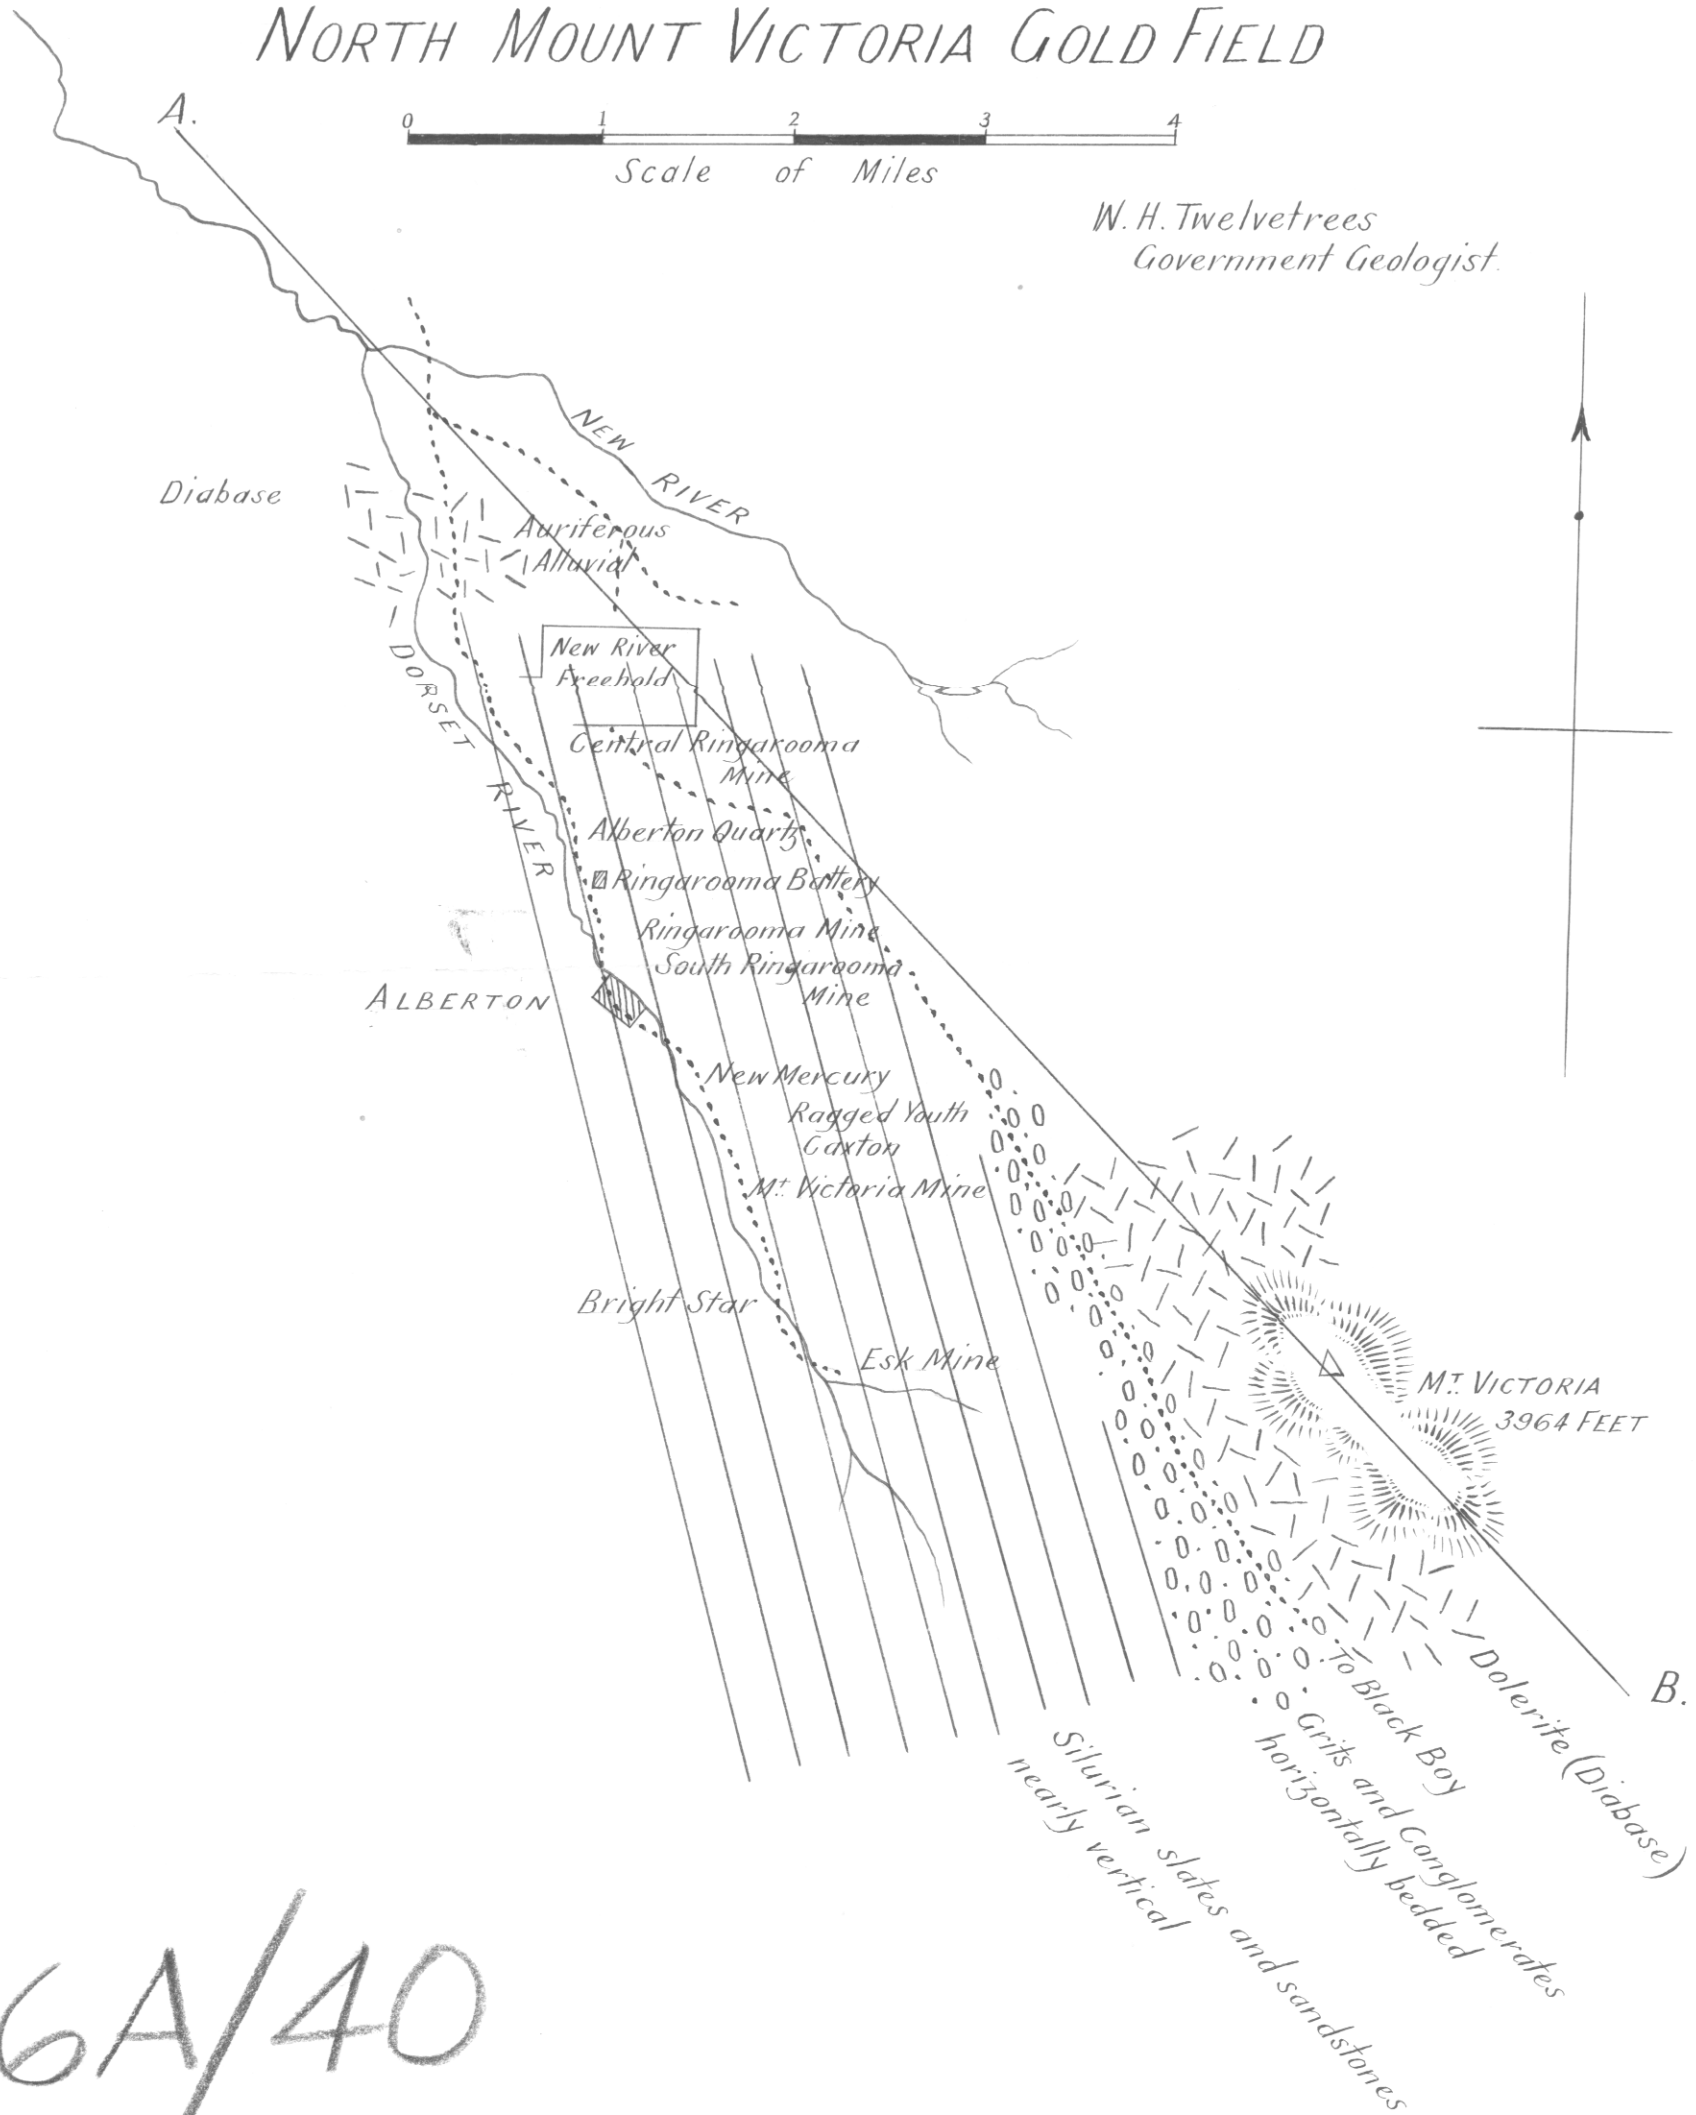 NORTH MOUNT VICTORIA GOLD FIELD
A.
0 1 2 3 4
Scale of Miles
W. H. Twelvetrees
Government Geologist.
NEW RIVER
Diabase
Auriferous
Alluvial
DORSET RIVER
New River
Freehold
Central Ringarooma
Mine
Alberton Quartz
Ringarooma Battery
Ringarooma Mine
South Ringarooma
Mine
ALBERTON
New Mercury
Ragged Youth
Caxton
Mt. Victoria Mine
Bright Star
Esk Mine
MT. VICTORIA
3964 FEET
B.
Dolerite (Diabase)
To Black Boy
Grits and Conglomerates
horizontally bedded
Silurian slates and sandstones
nearly vertical
6A/40